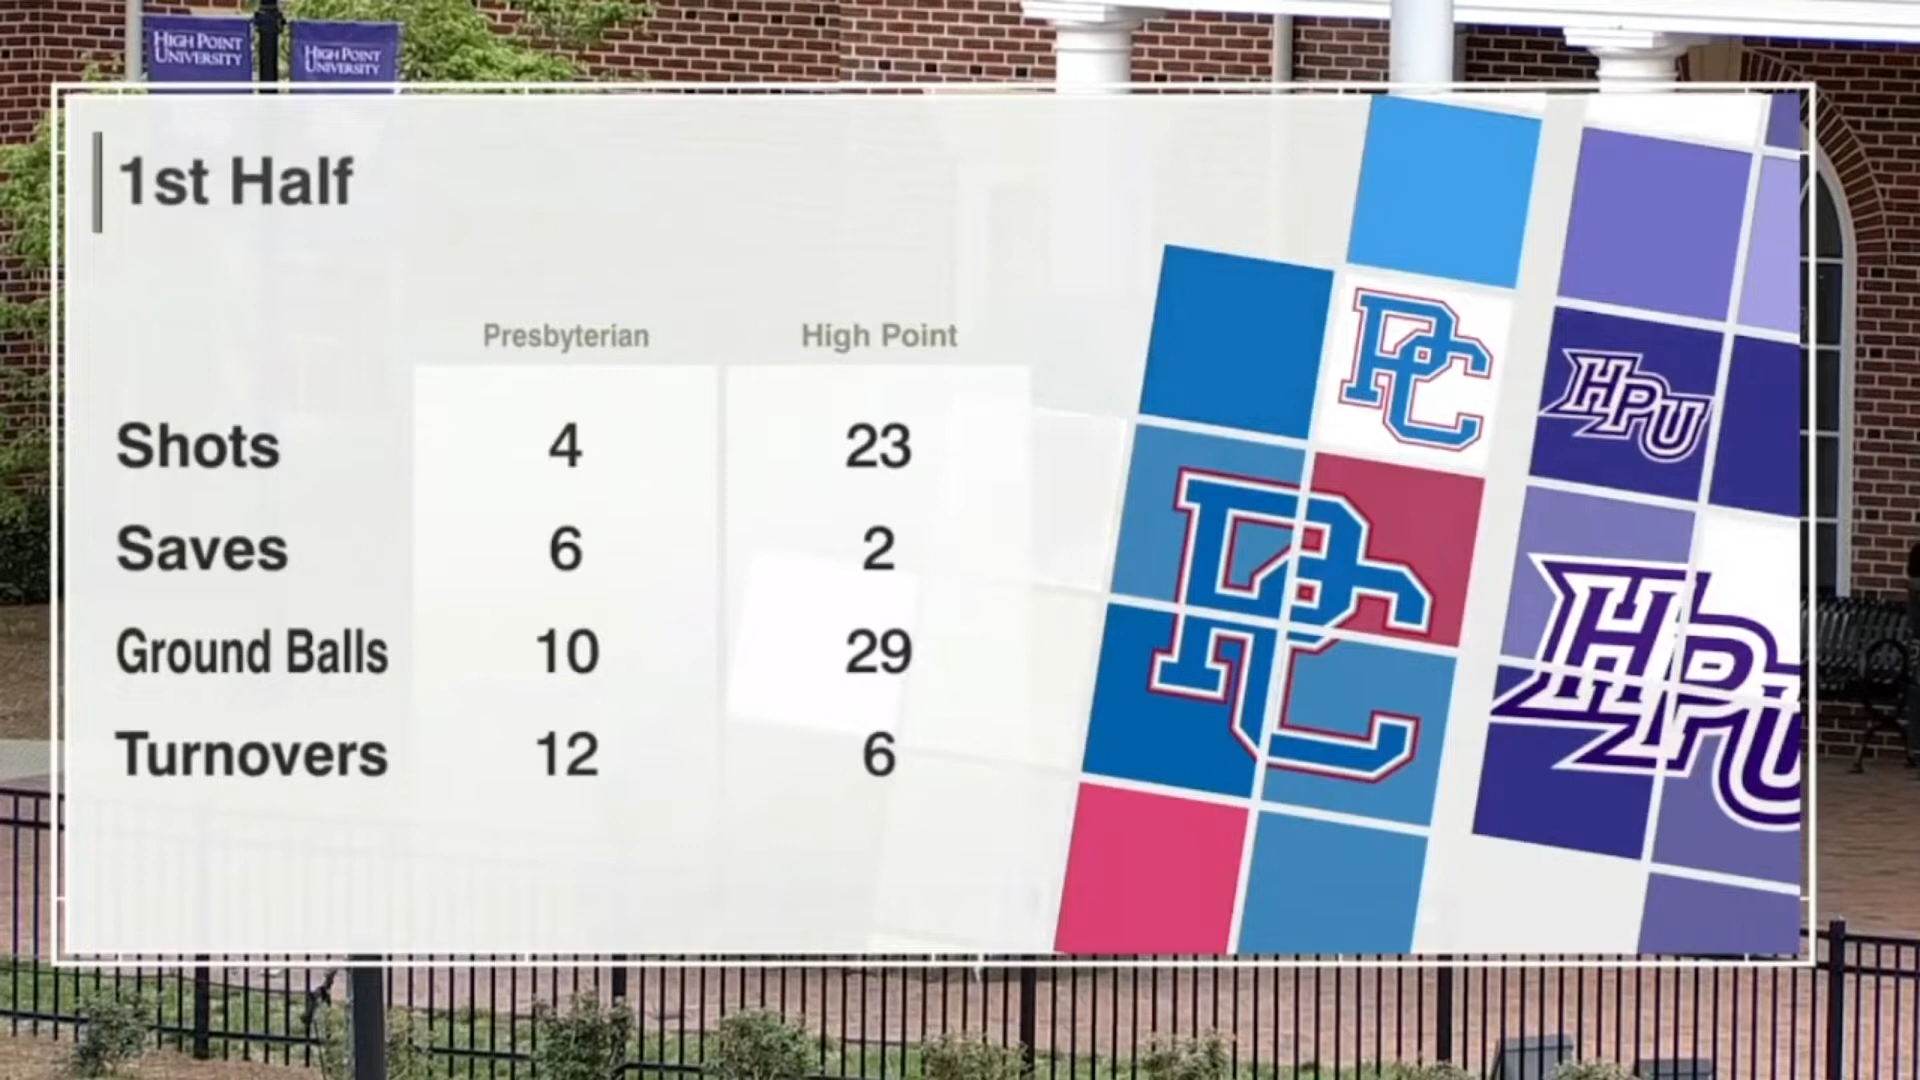 HIGH POINT
UNIVERSITY
HIGH POINT
UNIVERSITY
1st Half
Presbyterian High Point
Shots 4 23
Saves 6 2
Ground Balls 10 29
Turnovers 12 6
PC
HPU
PC
HPU